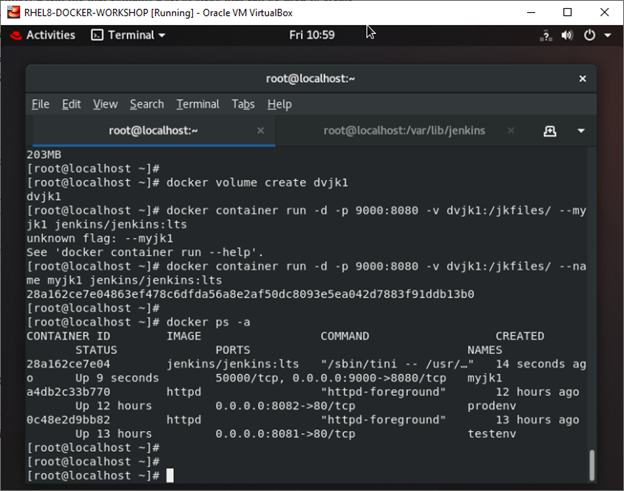 RHEL8-DOCKER-WORKSHOP [Running] - Oracle VM VirtualBox
Activities Terminal Fri 10:59
root@localhost:~
File Edit View Search Terminal Tabs Help
root@localhost:~ root@localhost:/var/lib/jenkins
203MB
[root@localhost ~]#
[root@localhost ~]# docker volume create dvjk1
dvjk1
[root@localhost ~]# docker container run -d -p 9000:8080 -v dvjk1:/jkfiles/ --my
jk1 jenkins/jenkins:lts
unknown flag: --myjk1
See 'docker container run --help'.
[root@localhost ~]# docker container run -d -p 9000:8080 -v dvjk1:/jkfiles/ --na
me myjk1 jenkins/jenkins:lts
28a162ce7e04863ef478c6dfda56a8e2af50dc8093e5ea042d7883f91ddb13b0
[root@localhost ~]#
[root@localhost ~]# docker ps -a
CONTAINER ID IMAGE COMMAND CREATED
STATUS PORTS NAMES
28a162ce7e04 jenkins/jenkins:lts "/sbin/tini -- /usr/…" 14 seconds ag
o Up 9 seconds 50000/tcp, 0.0.0.0:9000->8080/tcp myjk1
a4db2c33b770 httpd "httpd-foreground" 12 hours ago
Up 12 hours 0.0.0.0:8082->80/tcp prodenv
0c48e2d9bb82 httpd "httpd-foreground" 13 hours ago
Up 13 hours 0.0.0.0:8081->80/tcp testenv
[root@localhost ~]#
[root@localhost ~]#
[root@localhost ~]#